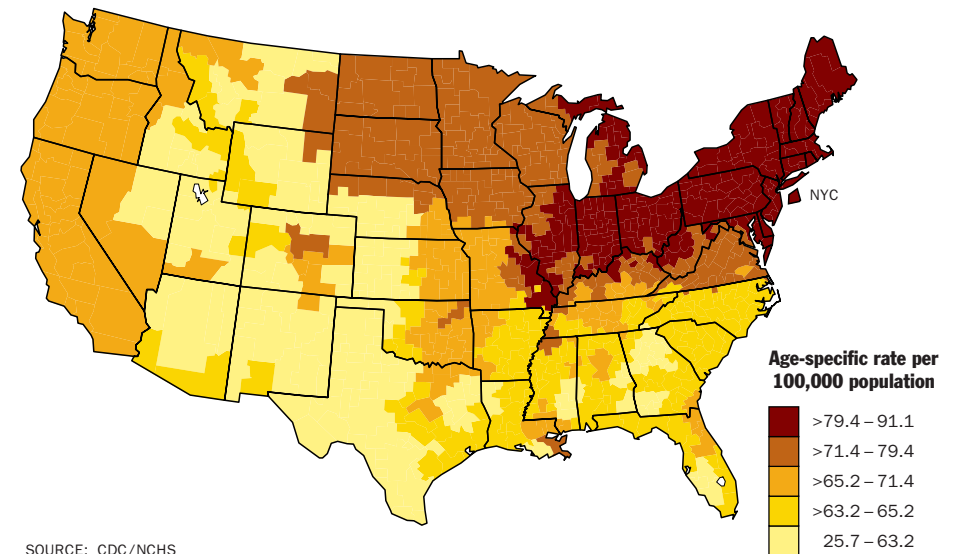 NYC
Age-specific rate per
100,000 population
>79.4 – 91.1
>71.4 – 79.4
>65.2 – 71.4
>63.2 – 65.2
25.7 – 63.2
SOURCE: CDC/NCHS